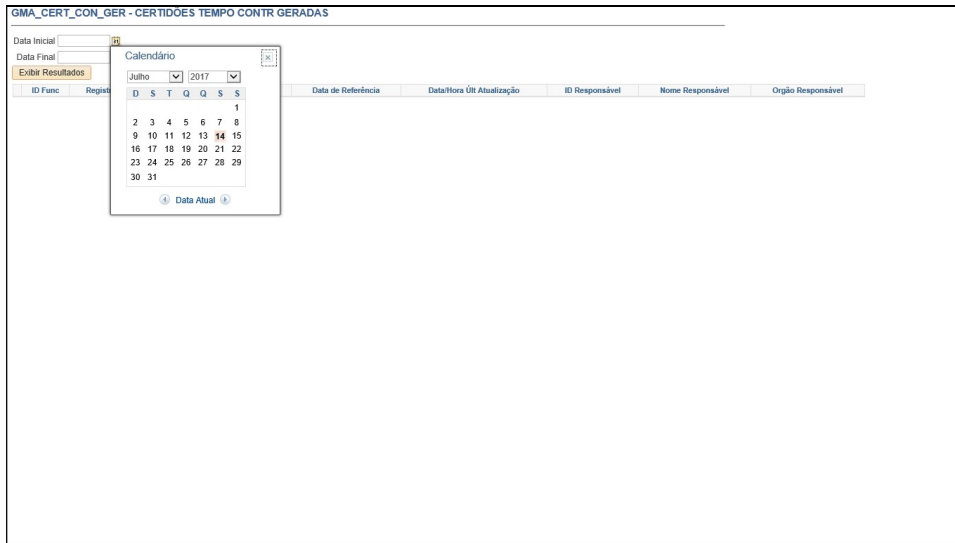 GMA_CERT_CON_GER - CERTIDÕES TEMPO CONTR GERADAS
Data Inicial
Data Final
Exibir Resultados
Calendário
Julho 2017
D S T Q Q S S
1
2 3 4 5 6 7 8
9 10 11 12 13 14 15
16 17 18 19 20 21 22
23 24 25 26 27 28 29
30 31
Data Atual
ID Func Data de Referência Data/Hora Últ Atualização ID Responsável Nome Responsável Orgão Responsável